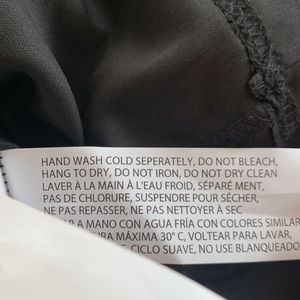 HAND WASH COLD SEPERATELY, DO NOT BLEACH,
HANG TO DRY, DO NOT IRON, DO NOT DRY CLEAN
LAVER À LA MAIN À L'EAU FROID, SÉPARÉ MENT,
PAS DE CHLORURE, SUSPENDRE POUR SÉCHER,
NE PAS REPASSER, NE PAS NETTOYER À SEC
A MANO CON AGUA FRÍA CON COLORES SIMILAR
MÁXIMA 30° C, VOLTEAR PARA LAVAR,
CICLO SUAVE, NO USE BLANQUEADO